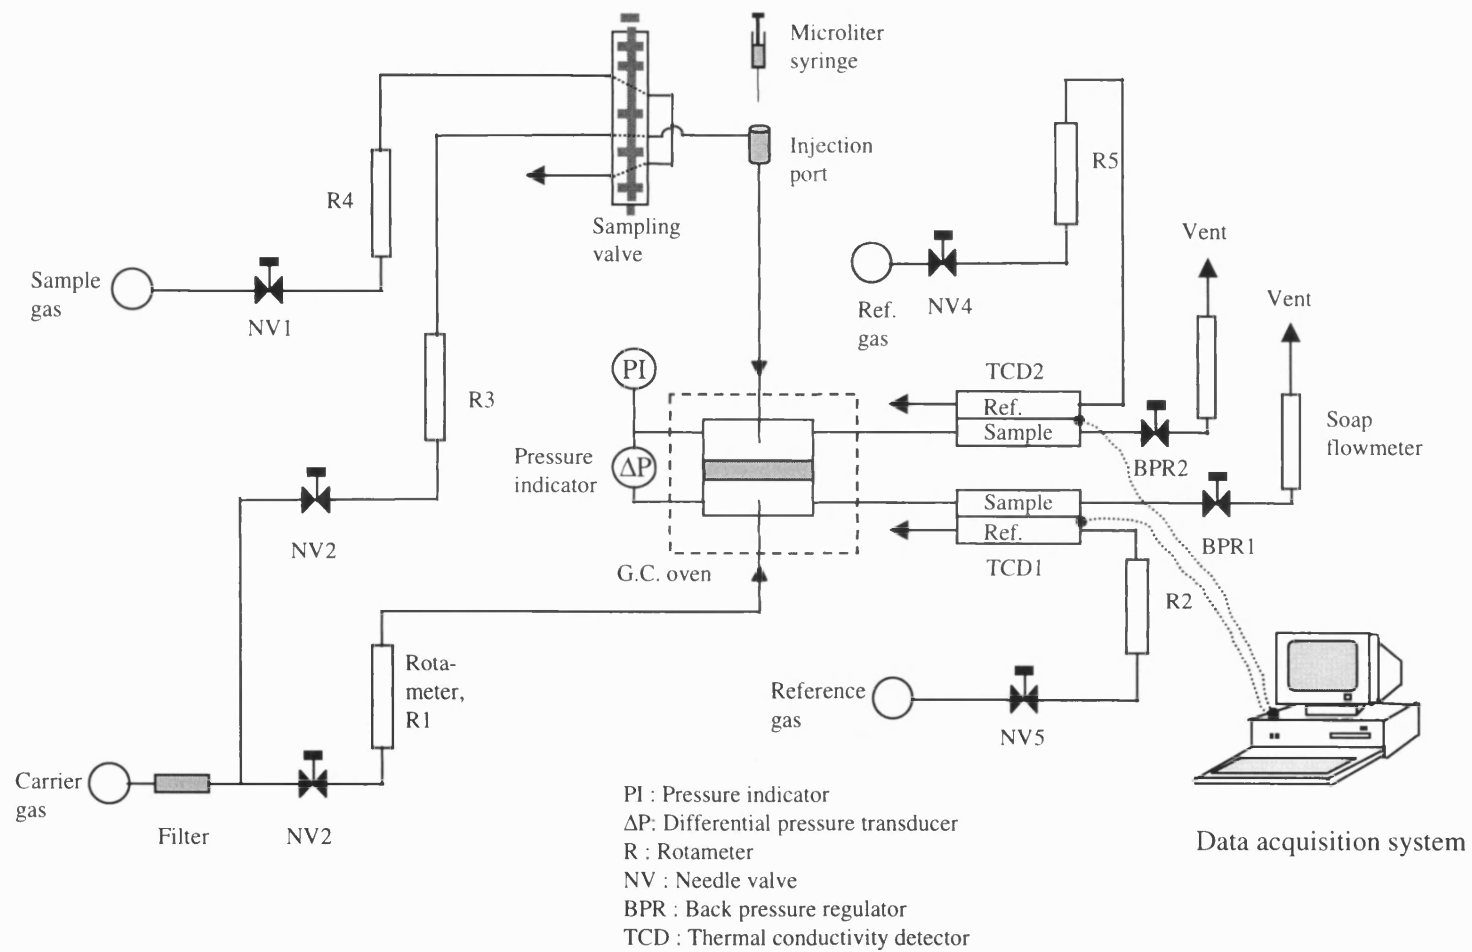 Microliter
syringe
Injection
port
R5
R4
Sampling
valve
Vent
Sample
gas
NV1
Ref.
gas
NV4
Vent
PI
TCD2
R3
Ref.
Sample
Soap
flowmeter
Pressure
indicator
ΔP
BPR2
Sample
Ref.
NV2
BPR1
G.C. oven
TCD1
R2
Rota-
meter,
R1
Reference
gas
NV5
Carrier
gas
Filter
NV2
PI : Pressure indicator
ΔP: Differential pressure transducer
R : Rotameter
NV : Needle valve
BPR : Back pressure regulator
TCD : Thermal conductivity detector
Data acquisition system